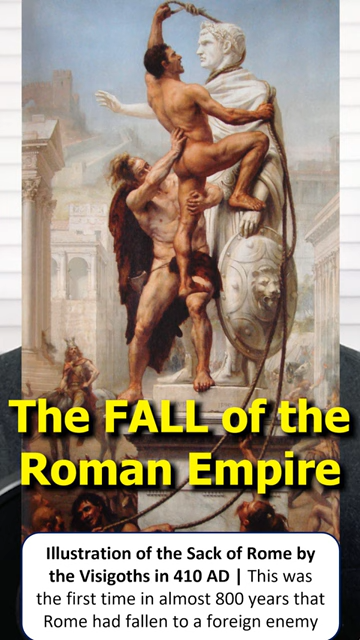 The FALL of the
Roman Empire
Illustration of the Sack of Rome by
the Visigoths in 410 AD | This was
the first time in almost 800 years that
Rome had fallen to a foreign enemy